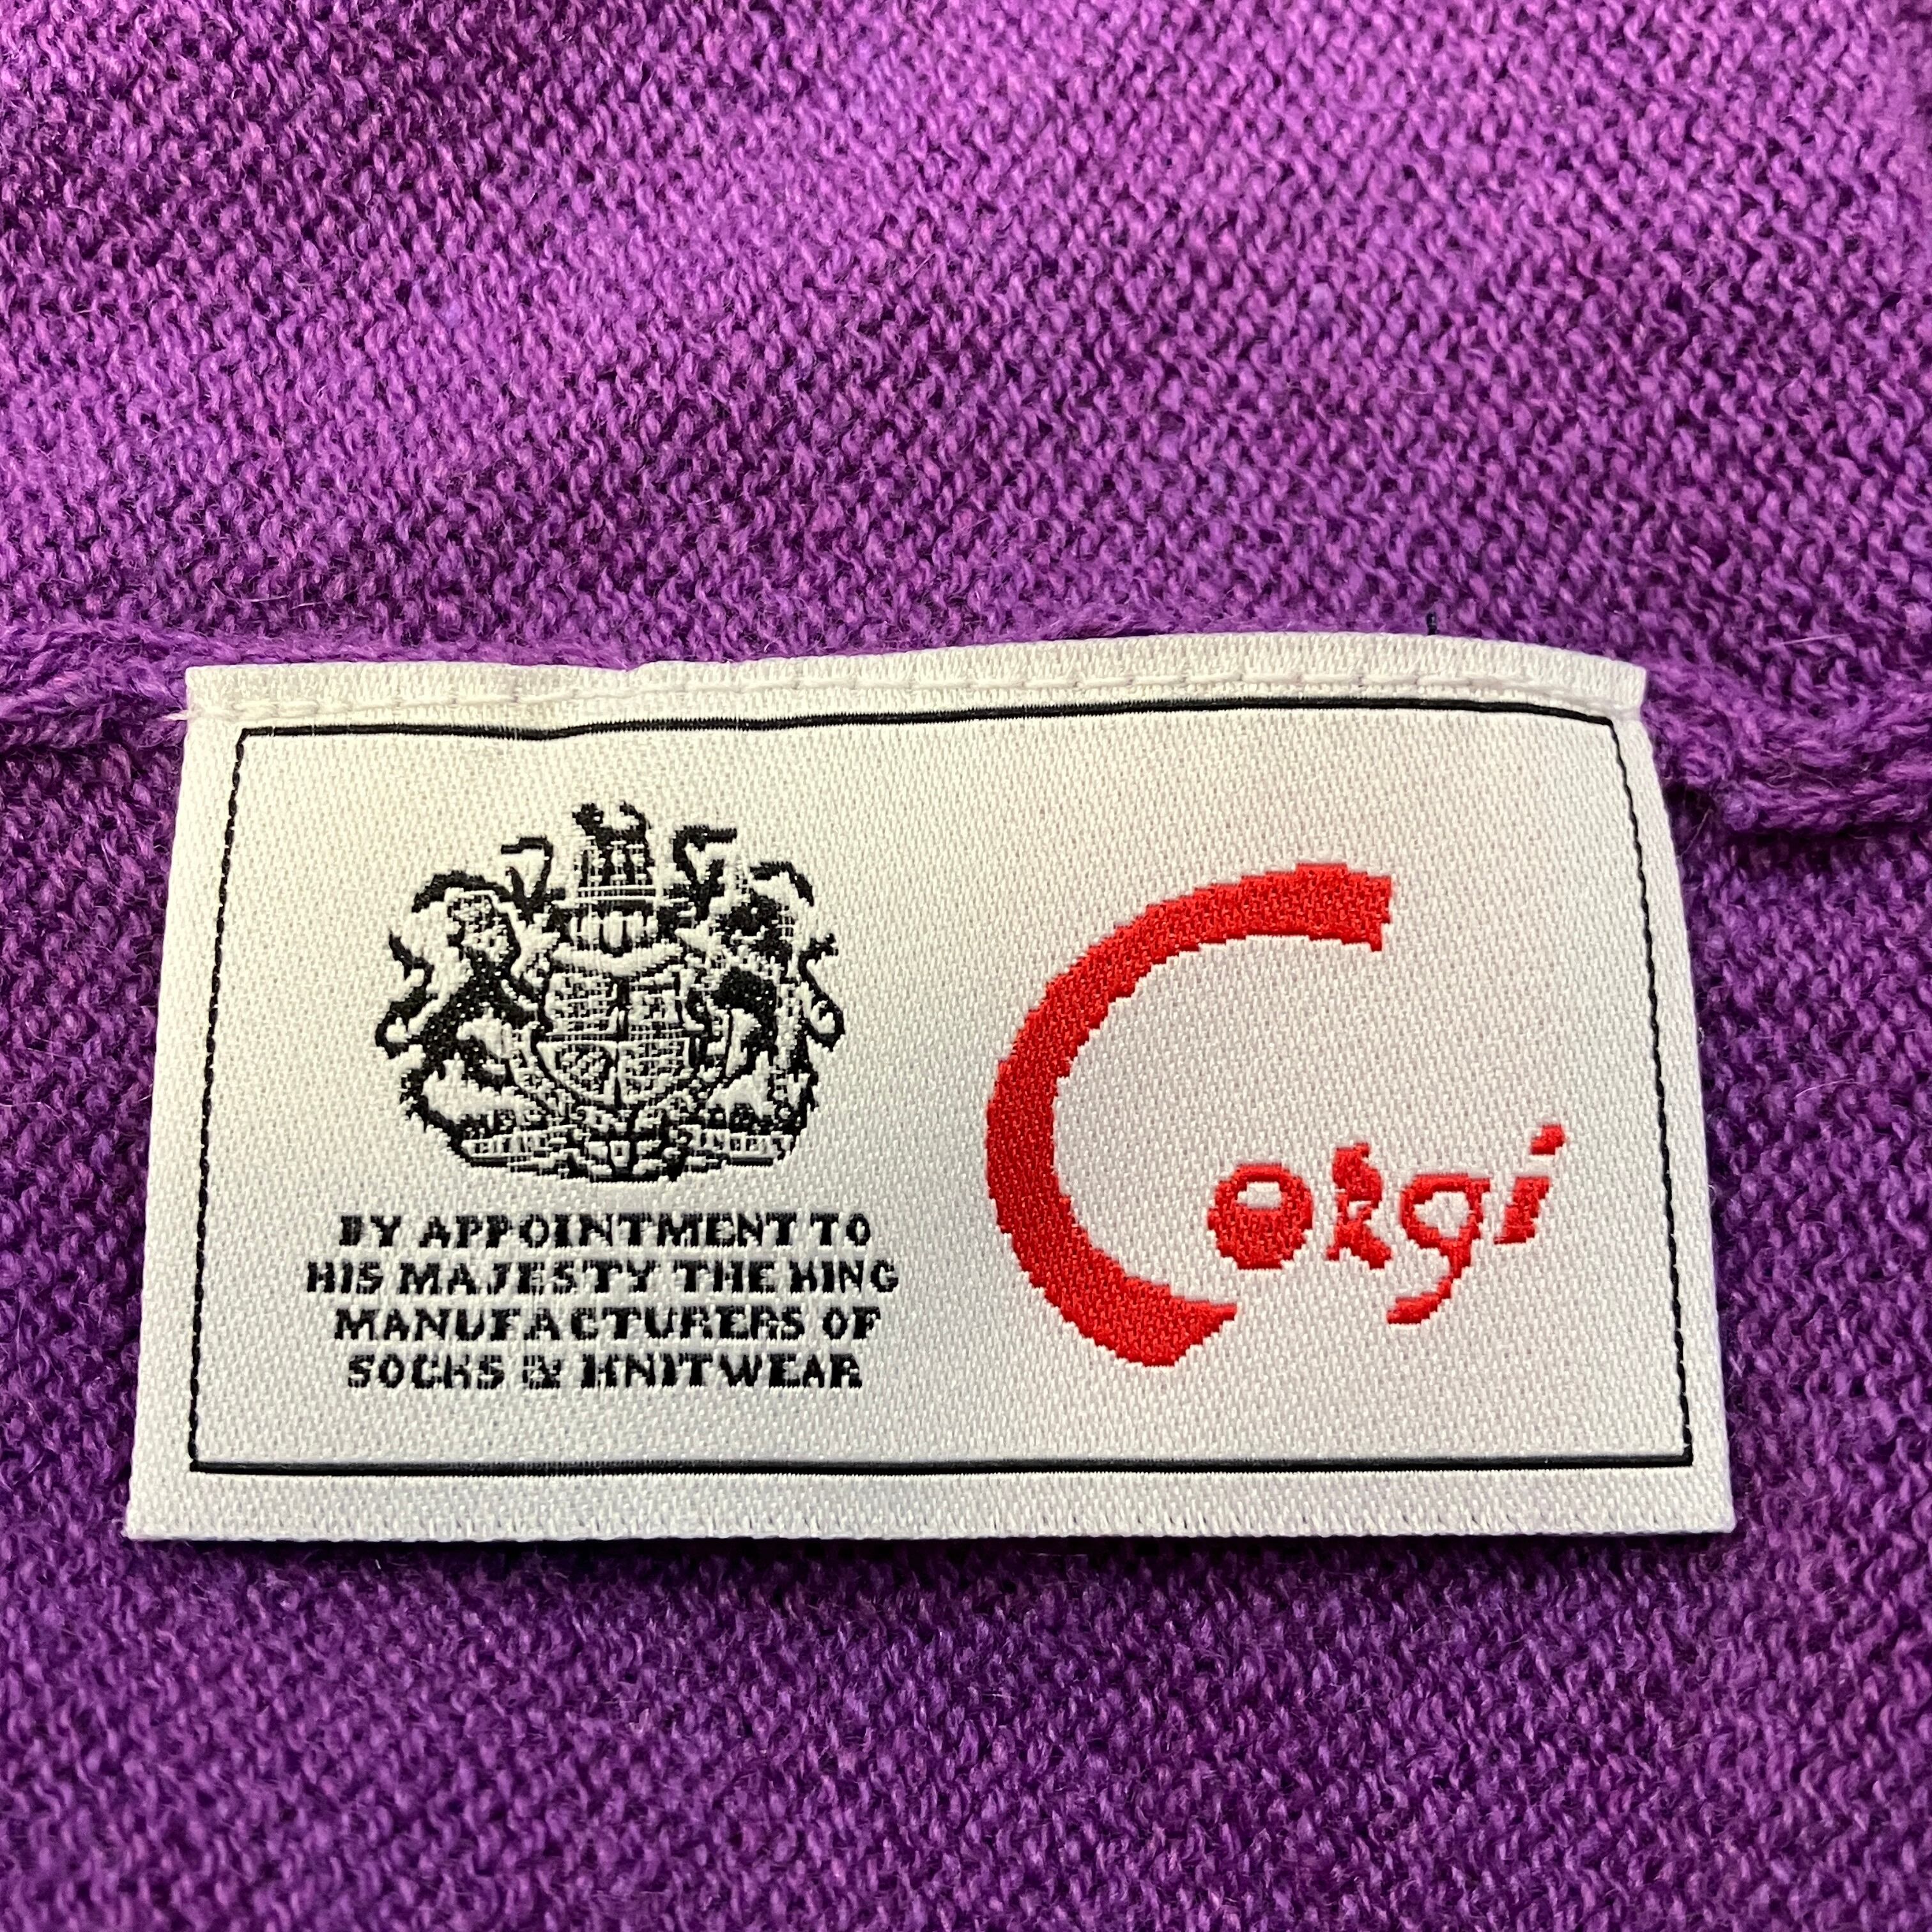 BY APPOINTMENT TO
HIS MAJESTY THE KING
MANUFACTURERS OF
SOCKS & KNITWEAR
Corgi